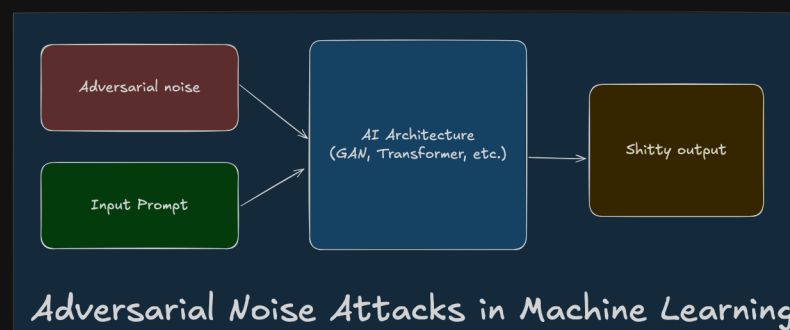 Adversarial noise
Input Prompt
AI Architecture
(GAN, Transformer, etc.)
Shitty output
Adversarial Noise Attacks in Machine Learning